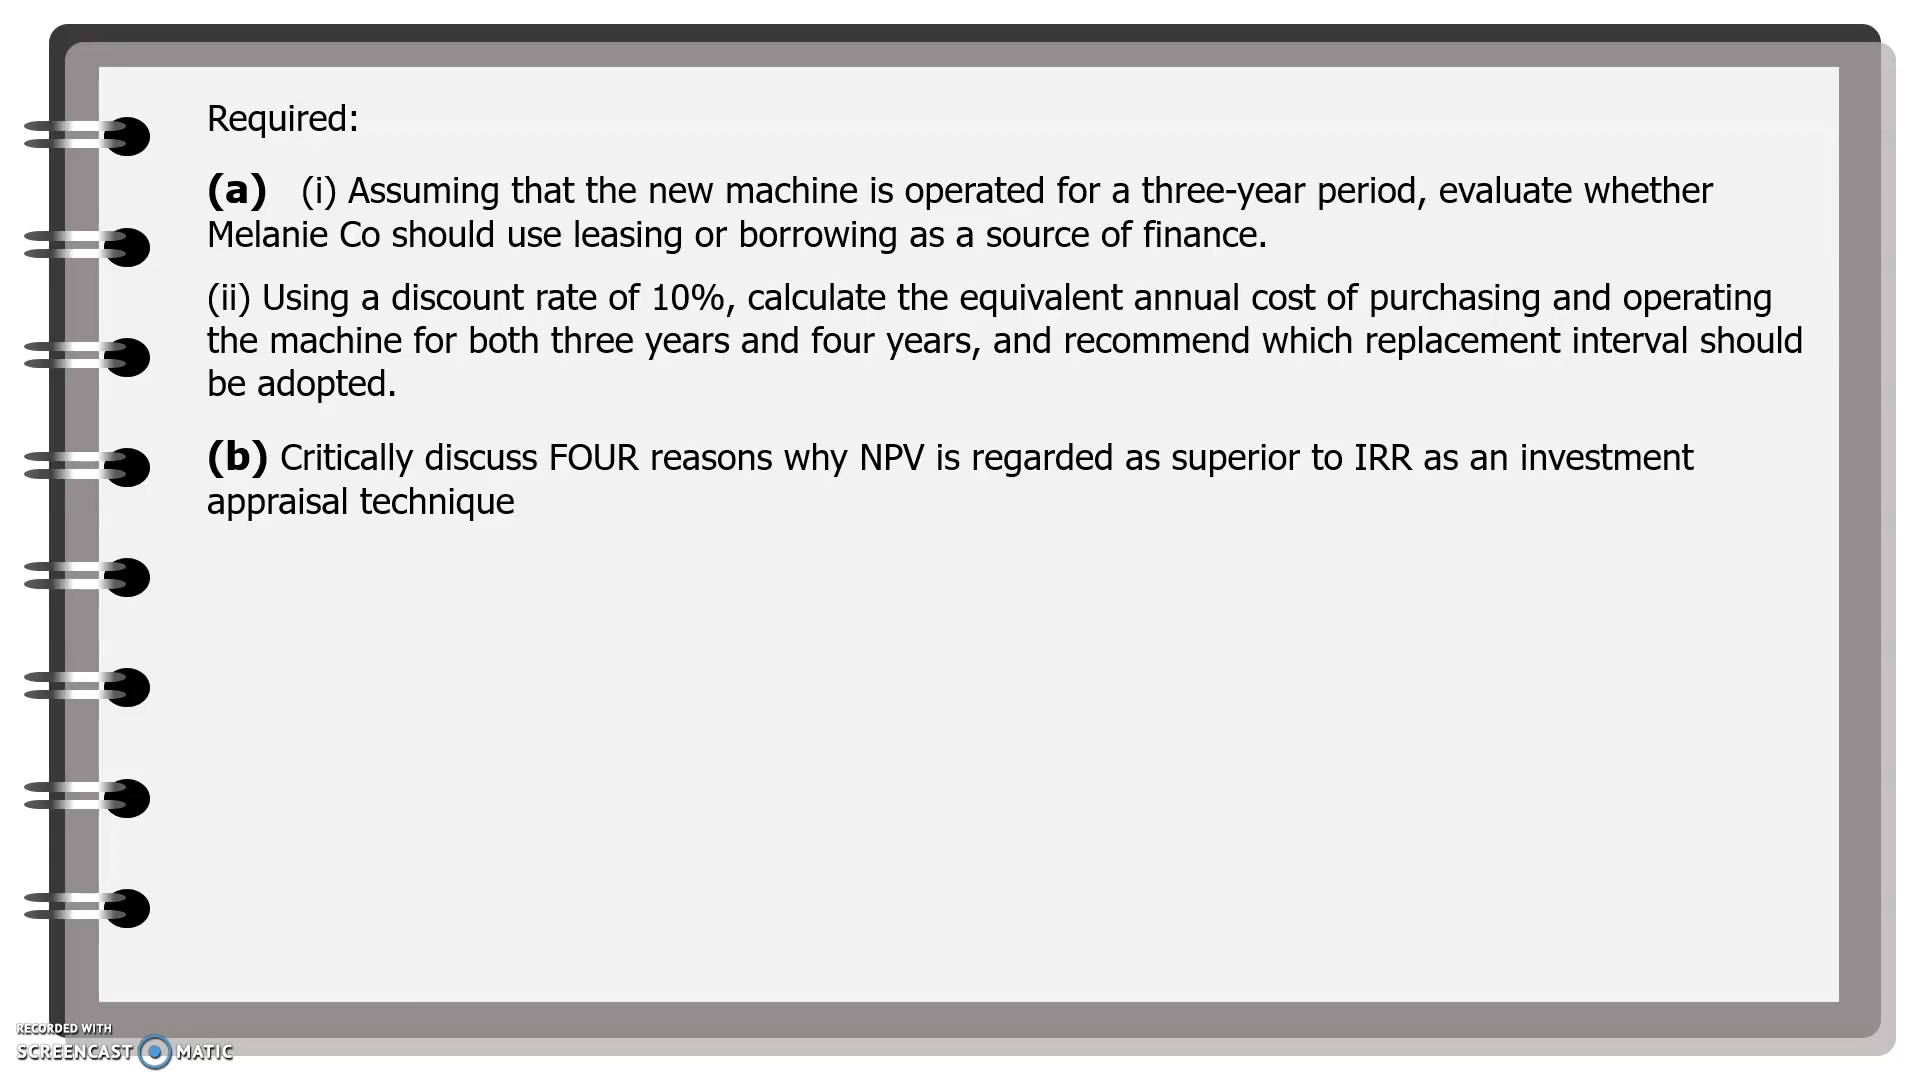 Required:
(a) (i) Assuming that the new machine is operated for a three-year period, evaluate whether
Melanie Co should use leasing or borrowing as a source of finance.
(ii) Using a discount rate of 10%, calculate the equivalent annual cost of purchasing and operating
the machine for both three years and four years, and recommend which replacement interval should
be adopted.
(b) Critically discuss FOUR reasons why NPV is regarded as superior to IRR as an investment
appraisal technique
RECORDED WITH
SCREENCAST MATIC